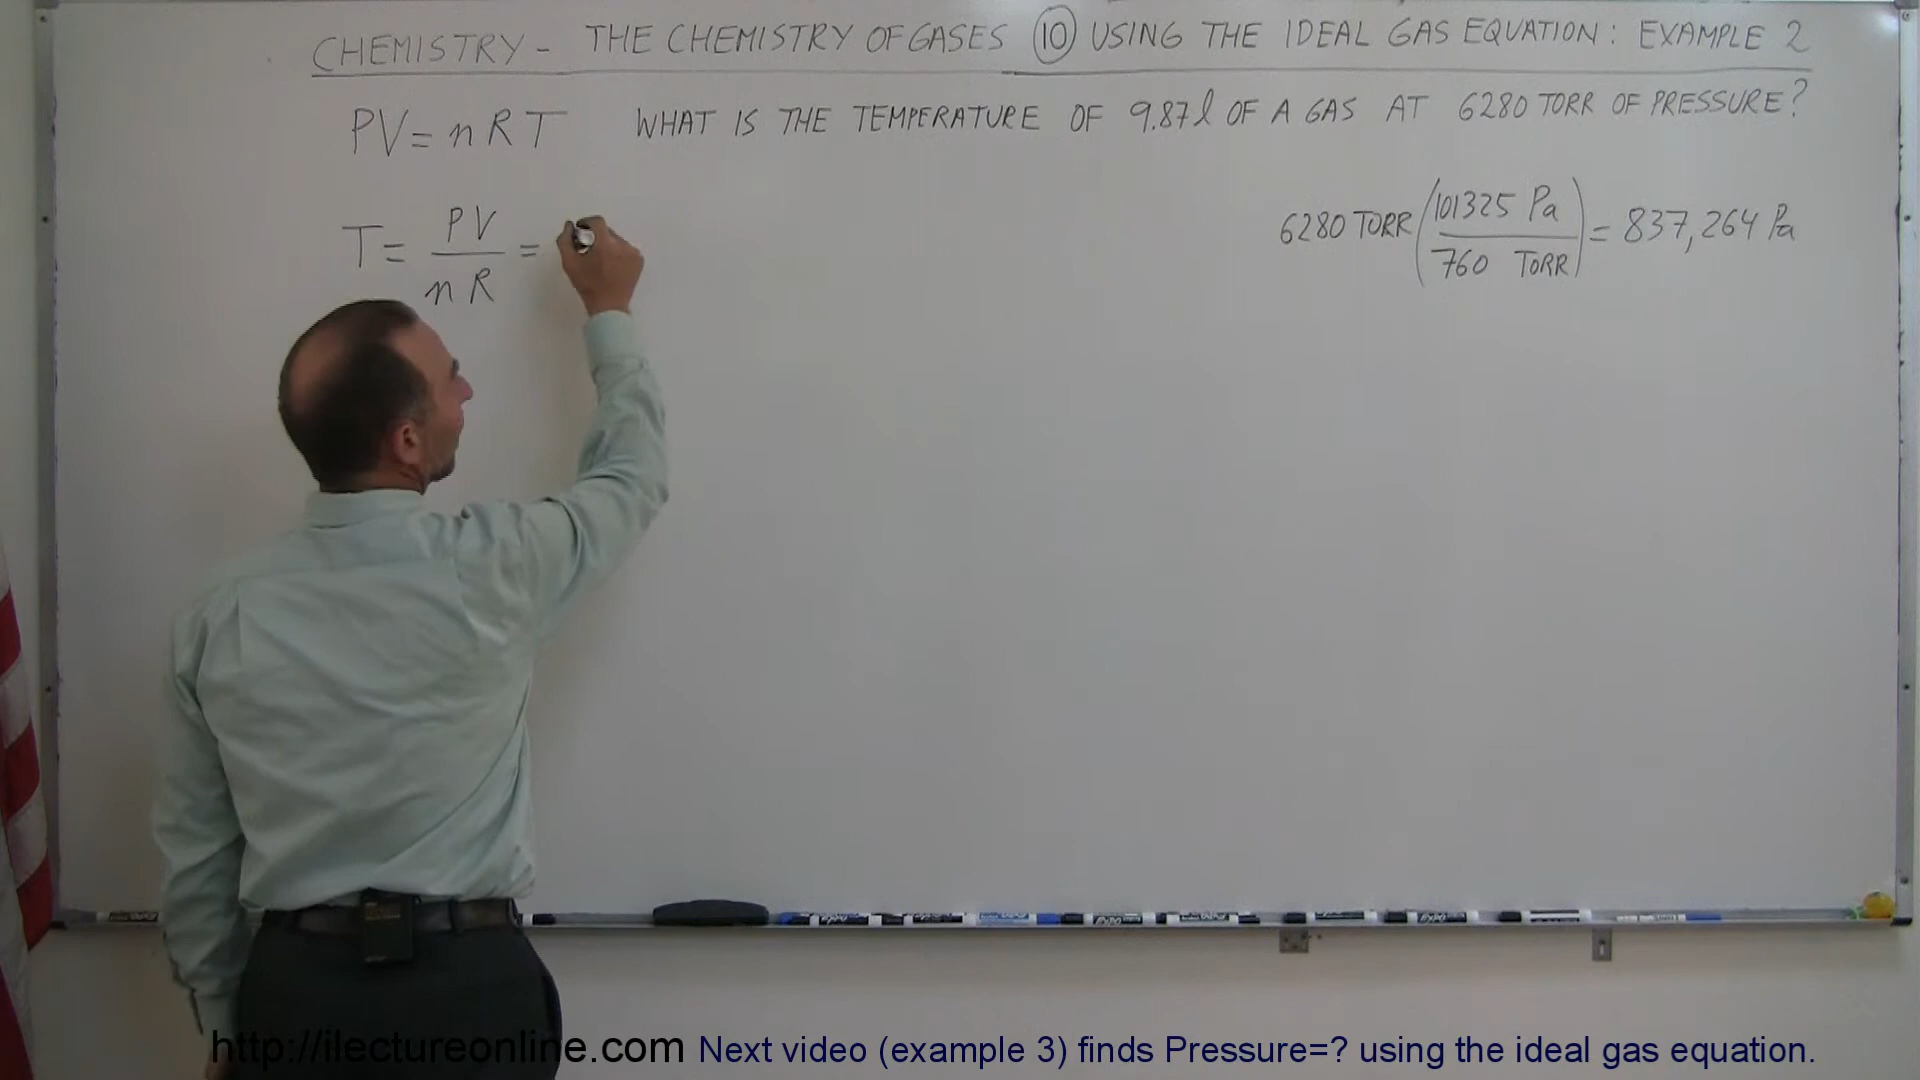 CHEMISTRY - THE CHEMISTRY OF GASES ⑩ USING THE IDEAL GAS EQUATION: EXAMPLE 2
PV = nRT WHAT IS THE TEMPERATURE OF 9.87 l OF A GAS AT 6280 TORR OF PRESSURE?
T = PV / nR =
6280 TORR (101325 Pa / 760 TORR) = 837,264 Pa
http://ilectureonline.com Next video (example 3) finds Pressure=? using the ideal gas equation.